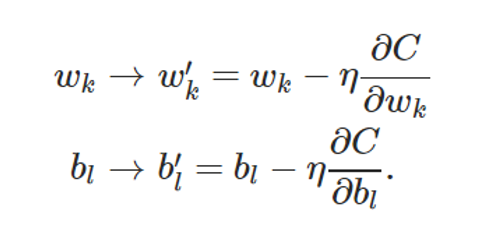 w_k → w′_k = w_k − η ∂C/∂w_k
b_l → b′_l = b_l − η ∂C/∂b_l.